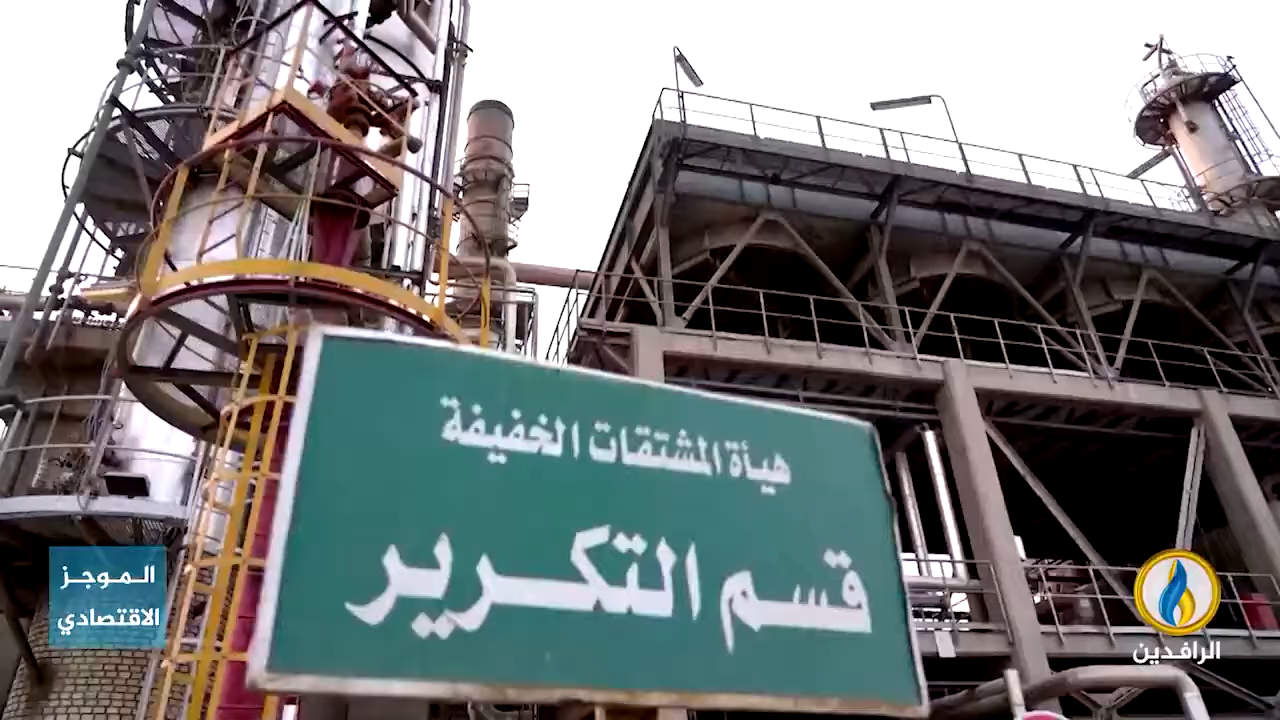 هيأة المشتقات الخفيفة
قسم التكرير
الموجز
الاقتصادي
الرافدين